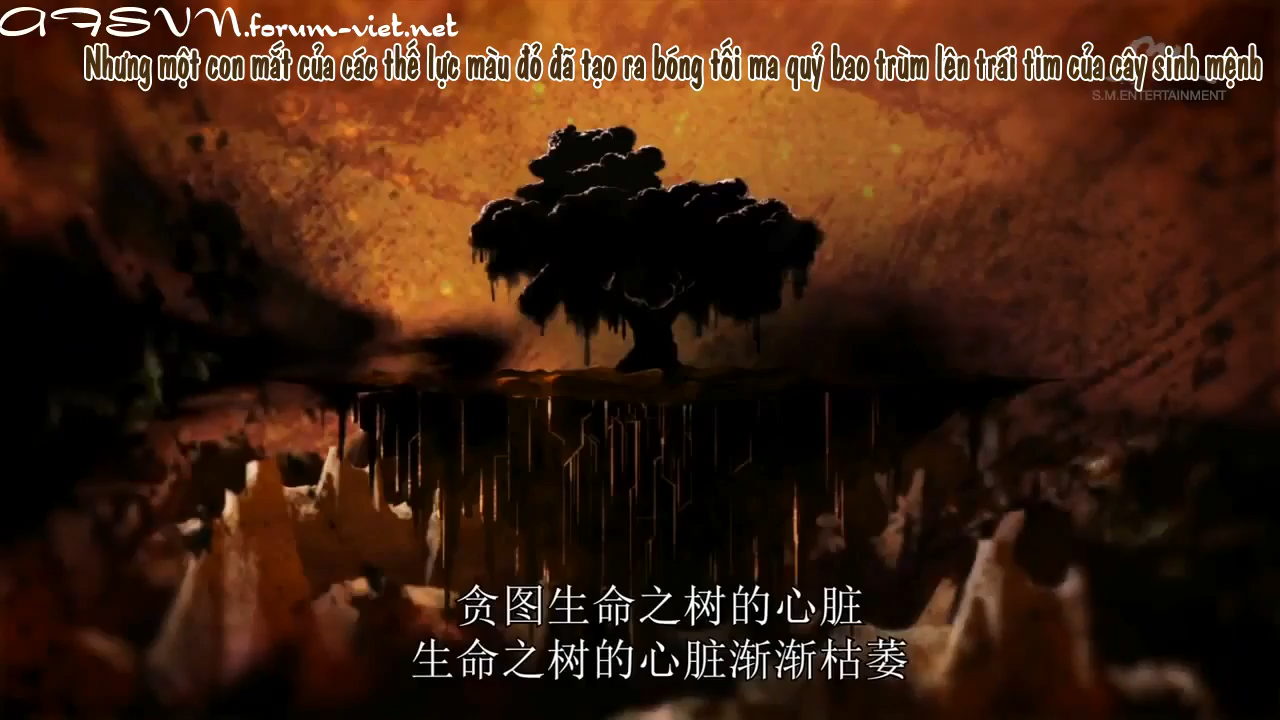 AFSVN.forum-viet.net
Nhưng một con mắt của các thế lực màu đỏ đã tạo ra bóng tối ma quỷ bao trùm lên trái tim của cây sinh mệnh
S.M.ENTERTAINMENT
贪图生命之树的心脏
生命之树的心脏渐渐枯萎